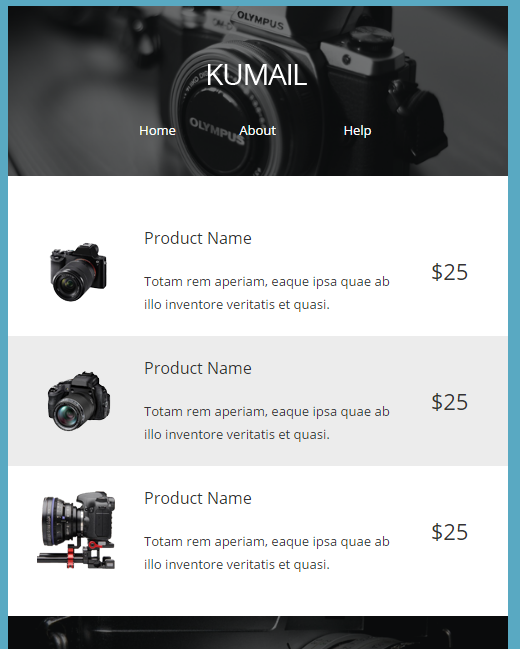 OLYMPUS
KUMAIL
OLYMPUS
Home About Help
Product Name
Totam rem aperiam, eaque ipsa quae ab
illo inventore veritatis et quasi.
$25
Product Name
Totam rem aperiam, eaque ipsa quae ab
illo inventore veritatis et quasi.
$25
Product Name
Totam rem aperiam, eaque ipsa quae ab
illo inventore veritatis et quasi.
$25